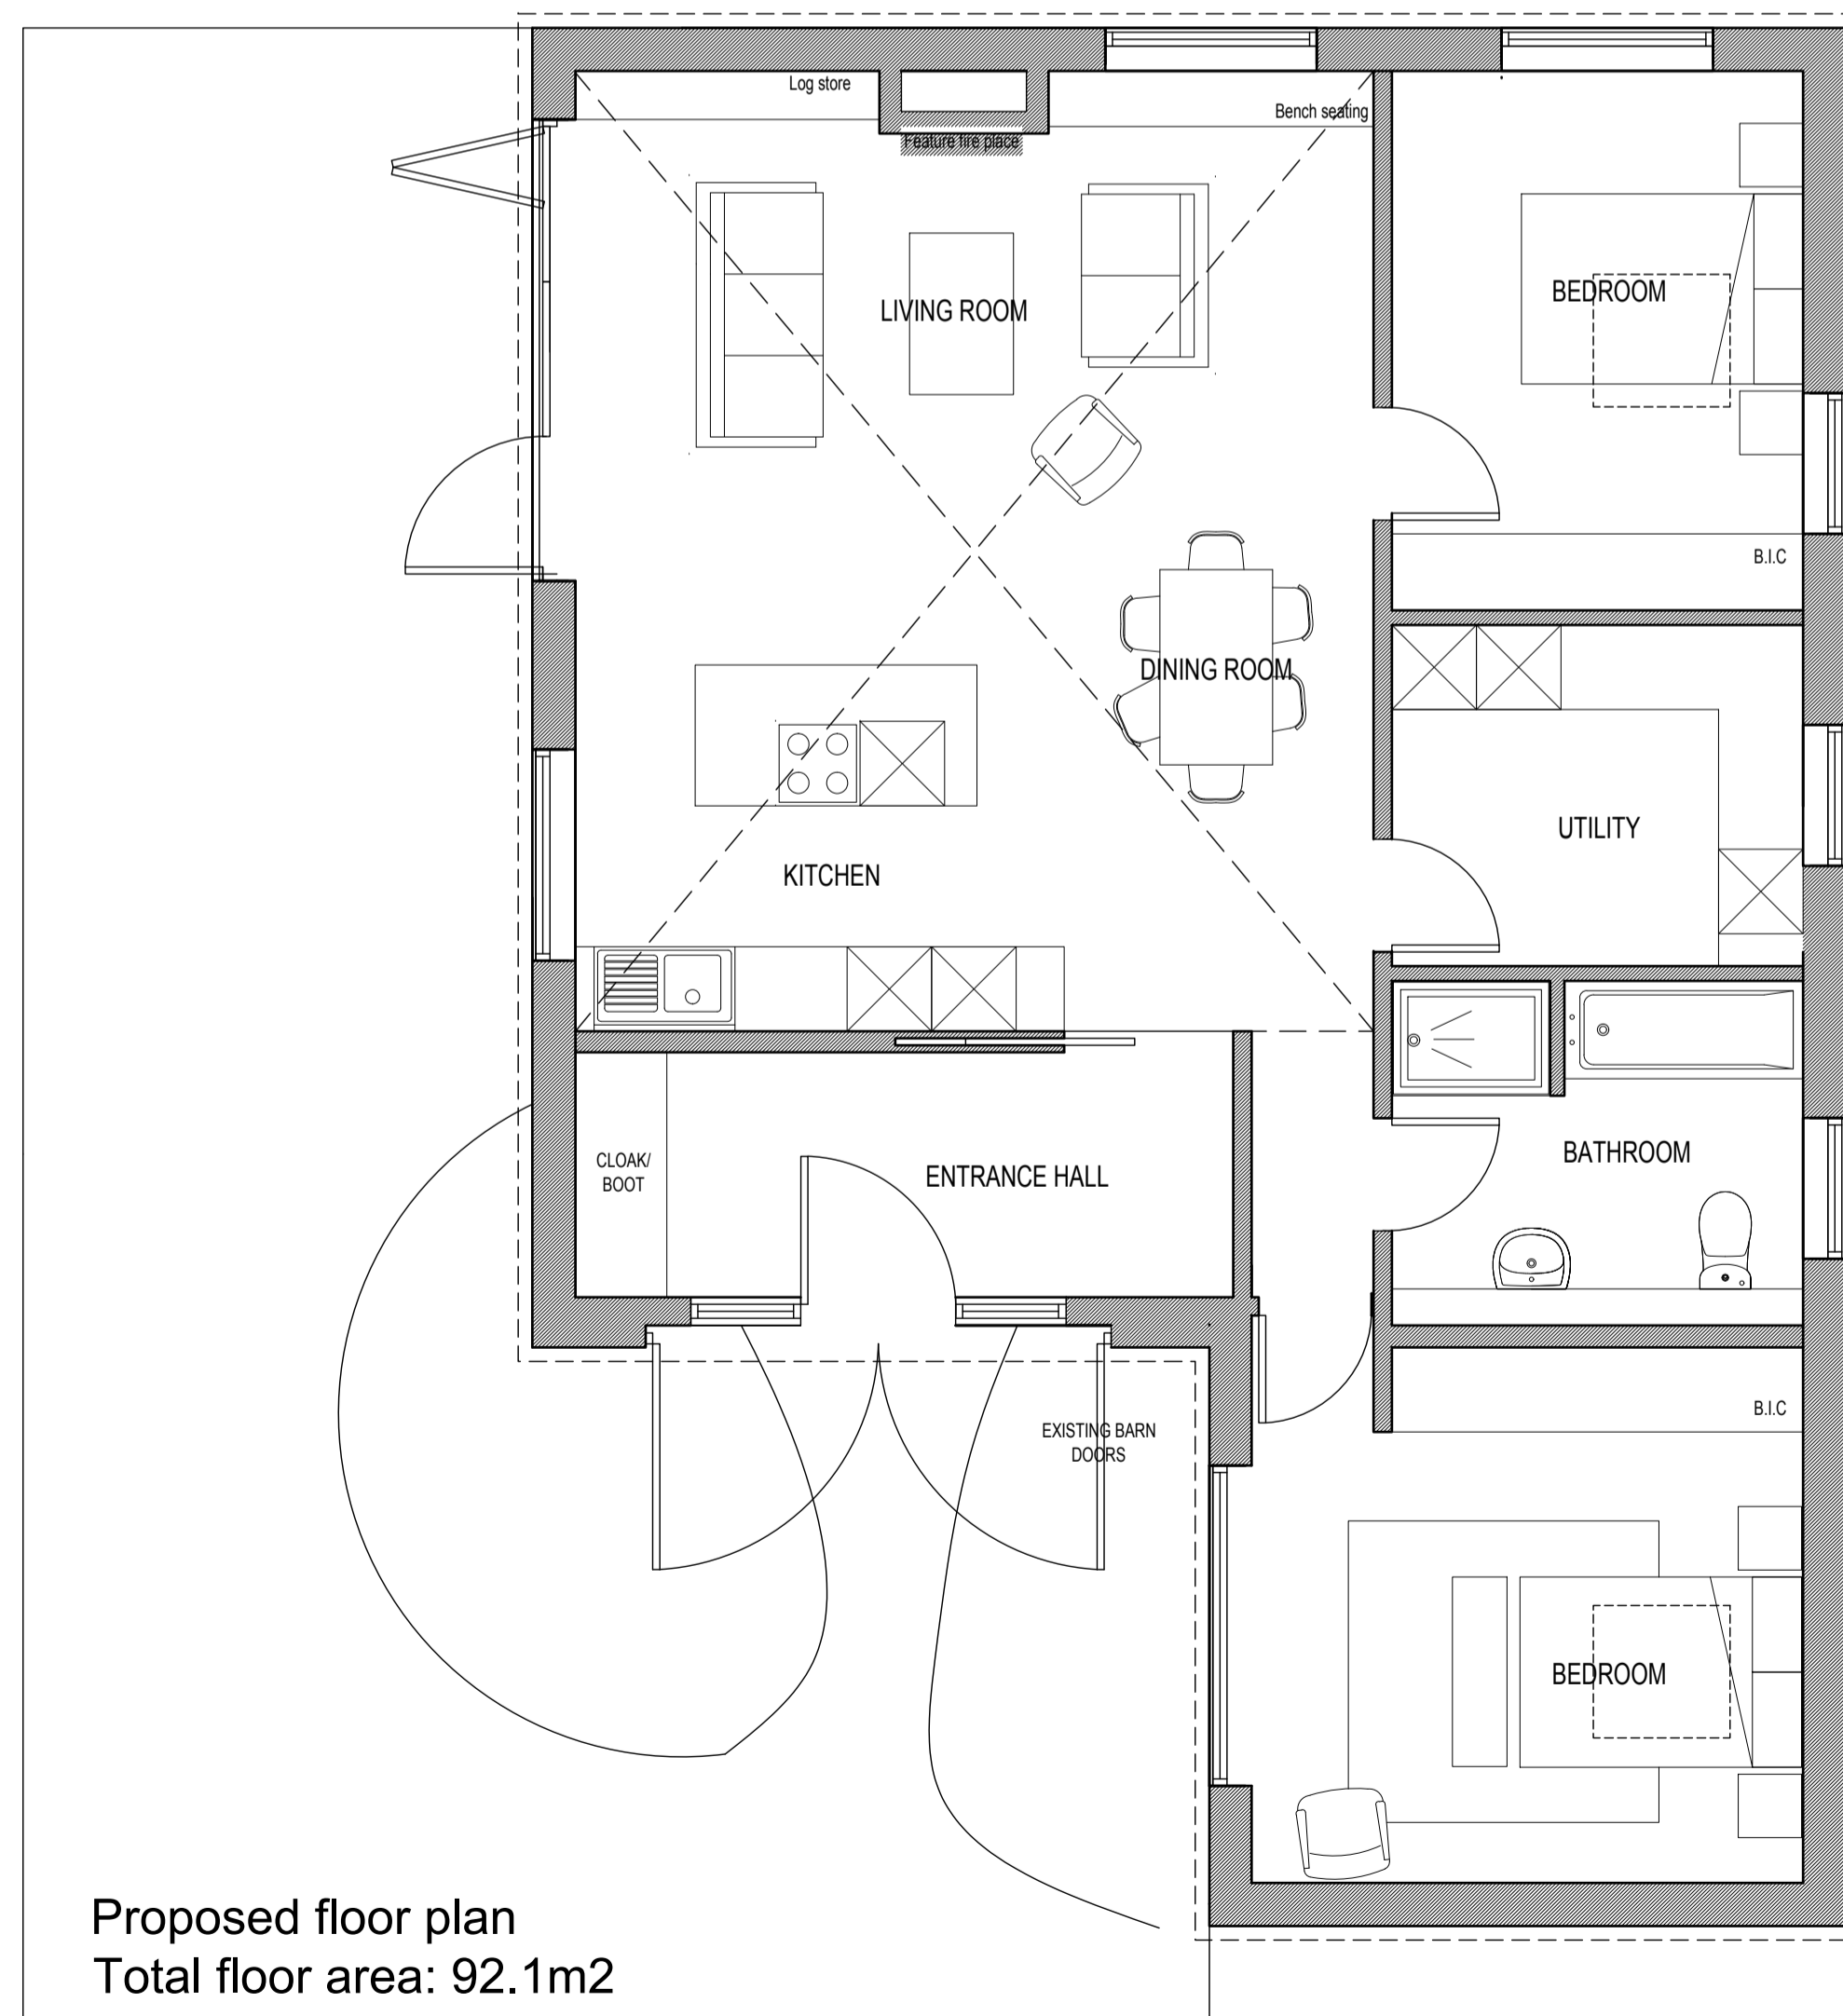 Log store
Bench seating
Feature fire place
LIVING ROOM
BEDROOM
B.I.C
DINING ROOM
UTILITY
KITCHEN
BATHROOM
CLOAK/
BOOT
ENTRANCE HALL
B.I.C
EXISTING BARN
DOORS
BEDROOM
Proposed floor plan
Total floor area: 92.1m2